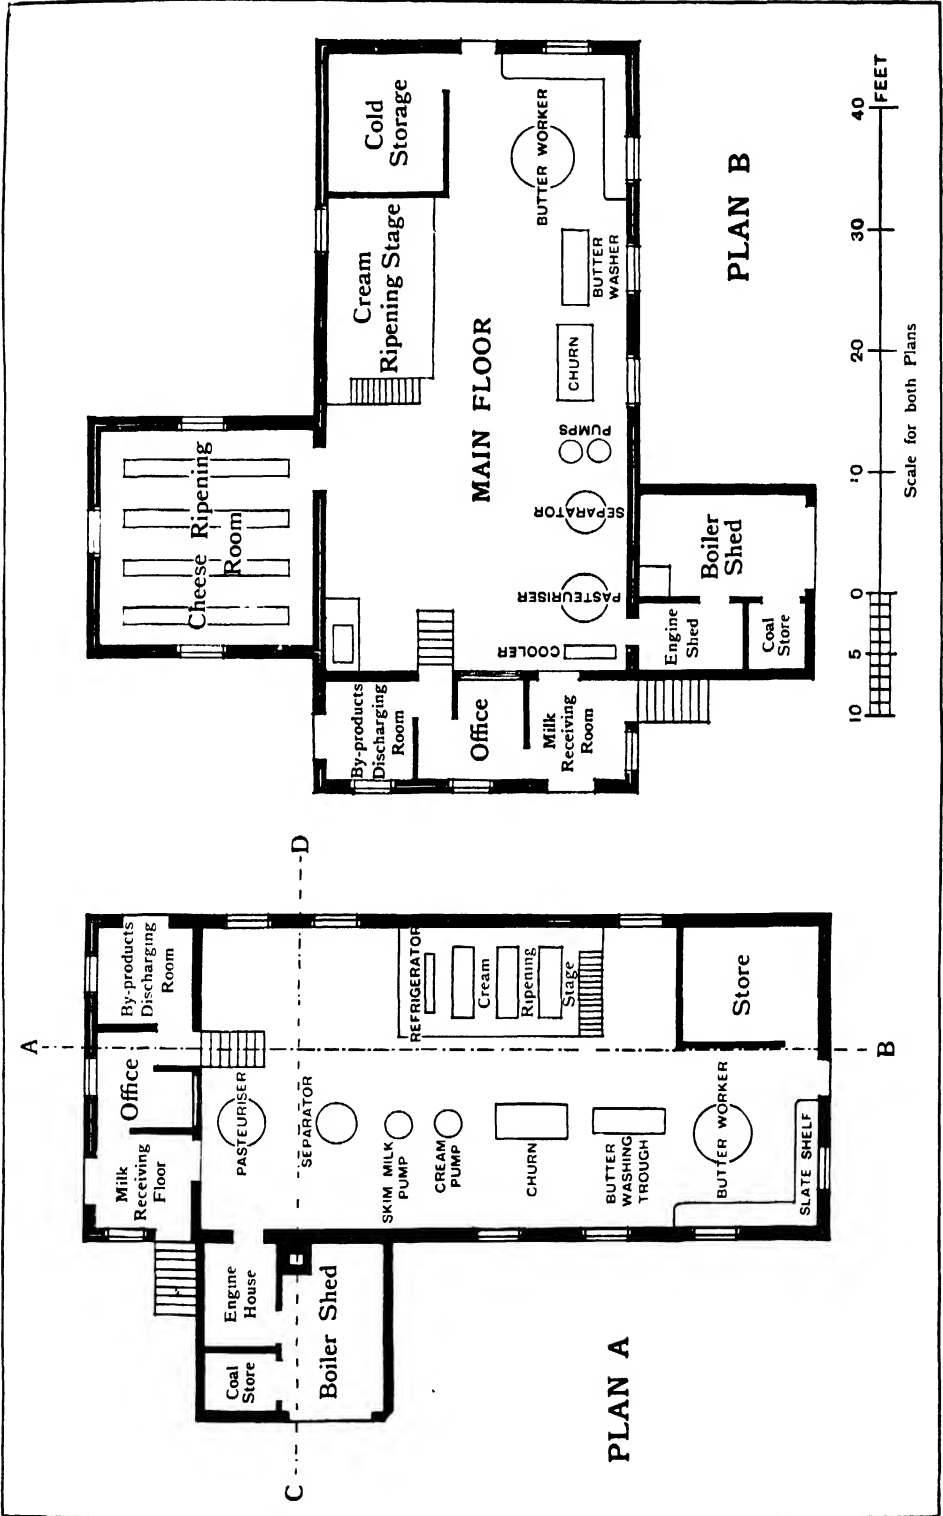 A
By-products
Discharging
Room
Office
Milk
Receiving
Floor
PASTEURISER
D
SEPARATOR
SKIM MILK
PUMP
CREAM
PUMP
CHURN
BUTTER
WASHING
TROUGH
BUTTER WORKER
SLATE SHELF
REFRIGERATOR
Cream
Ripening
Stage
Store
B
Engine
House
Coal
Store
Boiler Shed
C
PLAN A
Cheese Ripening
Room
Cold
Storage
Cream
Ripening Stage
MAIN FLOOR
BUTTER WORKER
BUTTER
WASHER
CHURN
PUMPS
SEPARATOR
PASTEURISER
COOLER
By-products
Discharging
Room
Office
Milk
Receiving
Room
Engine
Shed
Coal
Store
Boiler
Shed
PLAN B
10 5 0 10 20 30 40 FEET
Scale for both Plans